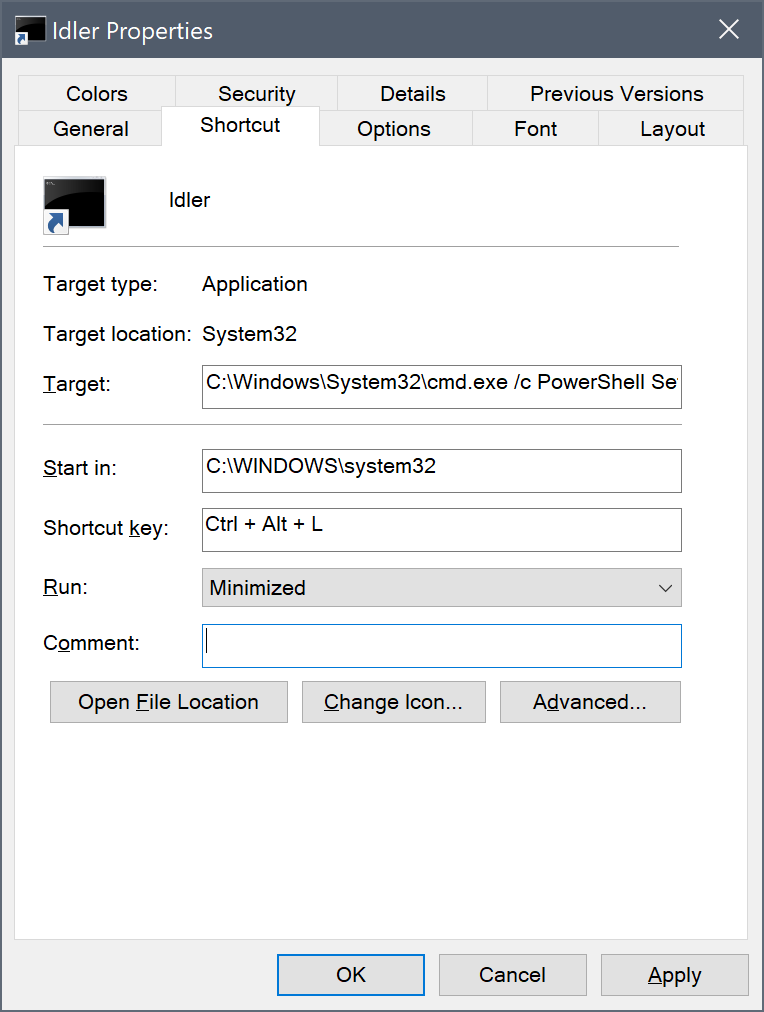 Idler Properties
Colors Security Details Previous Versions
General Shortcut Options Font Layout
Idler
Target type: Application
Target location: System32
Target: C:\Windows\System32\cmd.exe /c PowerShell Se
Start in: C:\WINDOWS\system32
Shortcut key: Ctrl + Alt + L
Run: Minimized
Comment:
Open File Location Change Icon... Advanced...
OK Cancel Apply